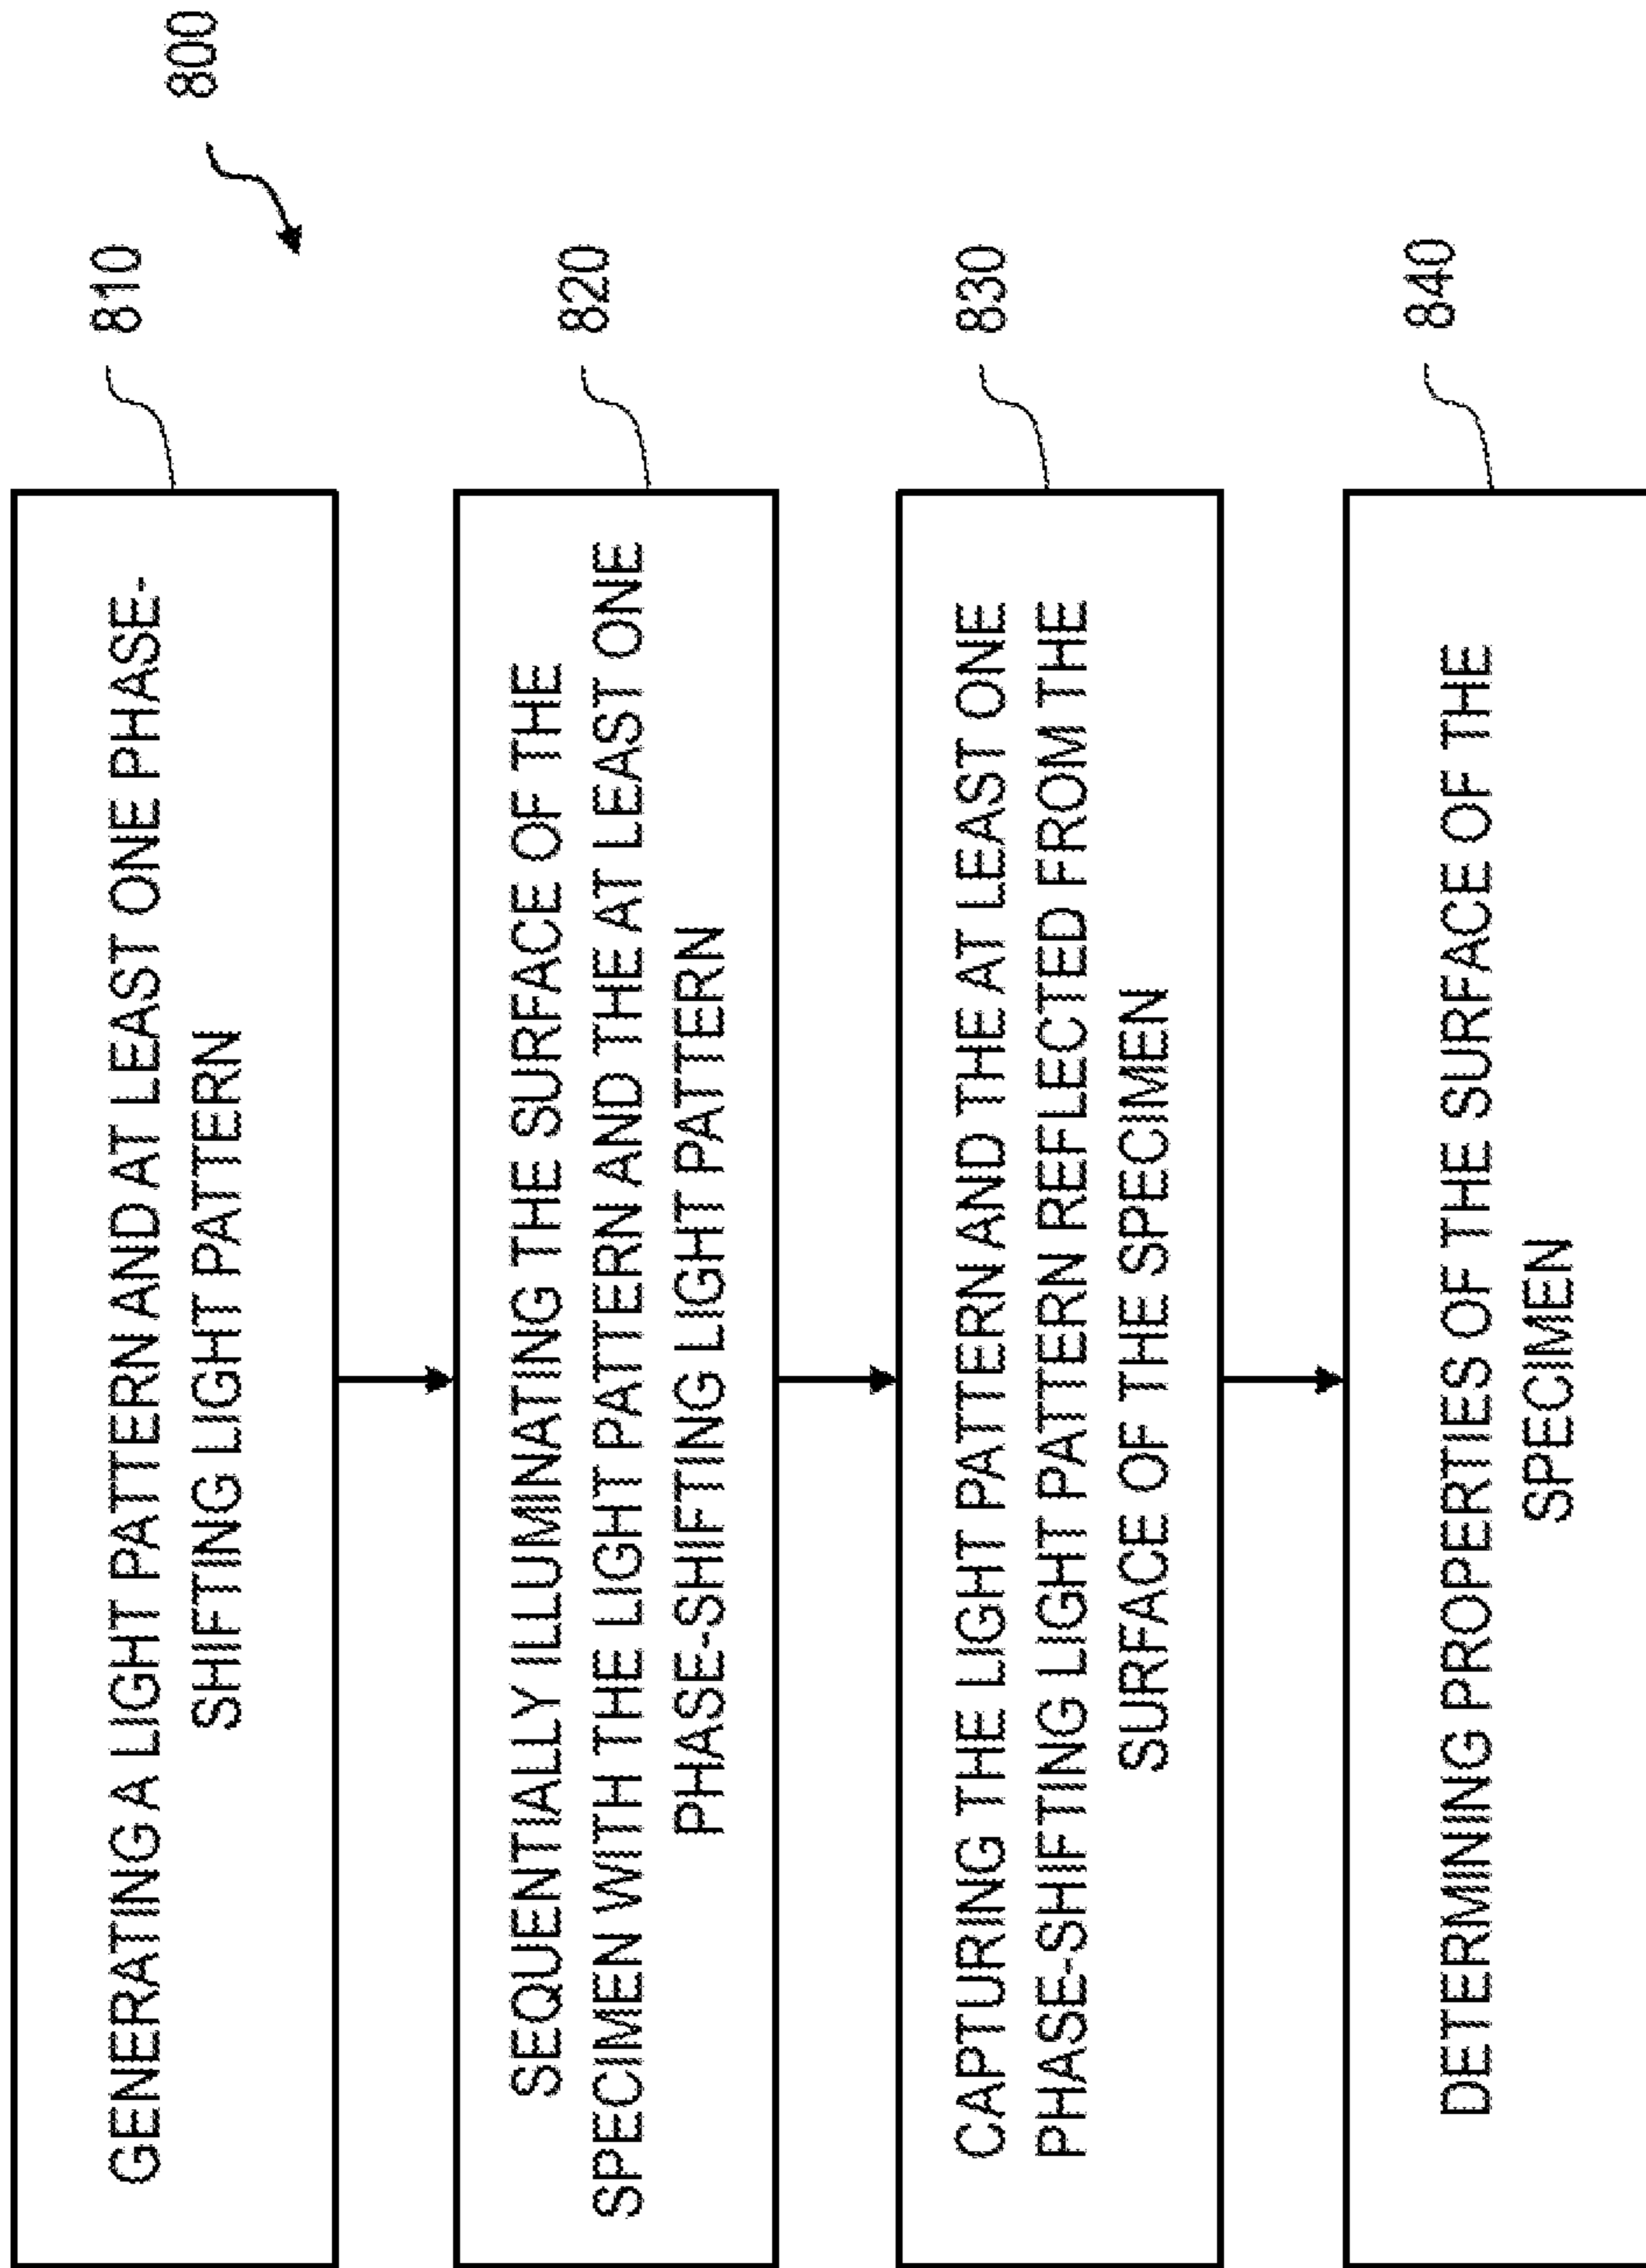 800
810
GENERATING A LIGHT PATTERN AND AT LEAST ONE PHASE-
SHIFTING LIGHT PATTERN
820
SEQUENTIALLY ILLUMINATING THE SURFACE OF THE
SPECIMEN WITH THE LIGHT PATTERN AND THE AT LEAST ONE
PHASE-SHIFTING LIGHT PATTERN
830
CAPTURING THE LIGHT PATTERN AND THE AT LEAST ONE
PHASE-SHIFTING LIGHT PATTERN REFLECTED FROM THE
SURFACE OF THE SPECIMEN
840
DETERMINING PROPERTIES OF THE SURFACE OF THE
SPECIMEN